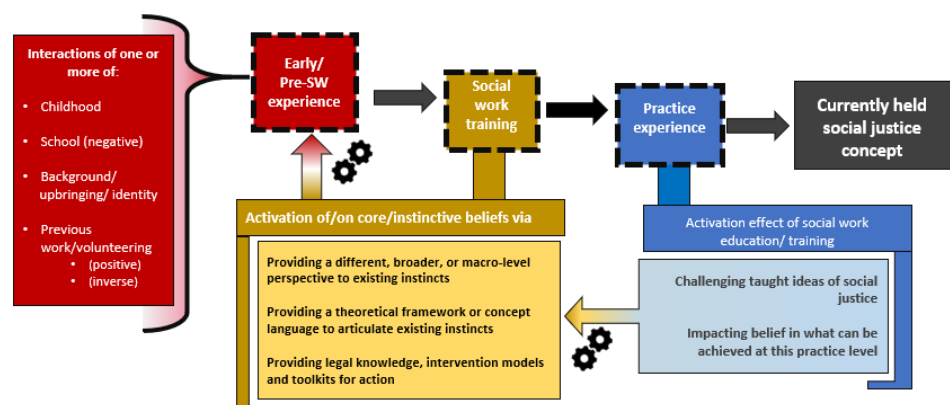 Interactions of one or
more of:
• Childhood
• School (negative)
• Background/
upbringing/ identity
• Previous
work/volunteering
• (positive)
• (inverse)
Early/
Pre-SW
experience
Social
work
training
Practice
experience
Currently held
social justice
concept
Activation of/on core/instinctive beliefs via
Providing a different, broader, or macro-level
perspective to existing instincts
Providing a theoretical framework or concept
language to articulate existing instincts
Providing legal knowledge, intervention models
and toolkits for action
Activation effect of social work
education/ training
Challenging taught ideas of social
justice
Impacting belief in what can be
achieved at this practice level